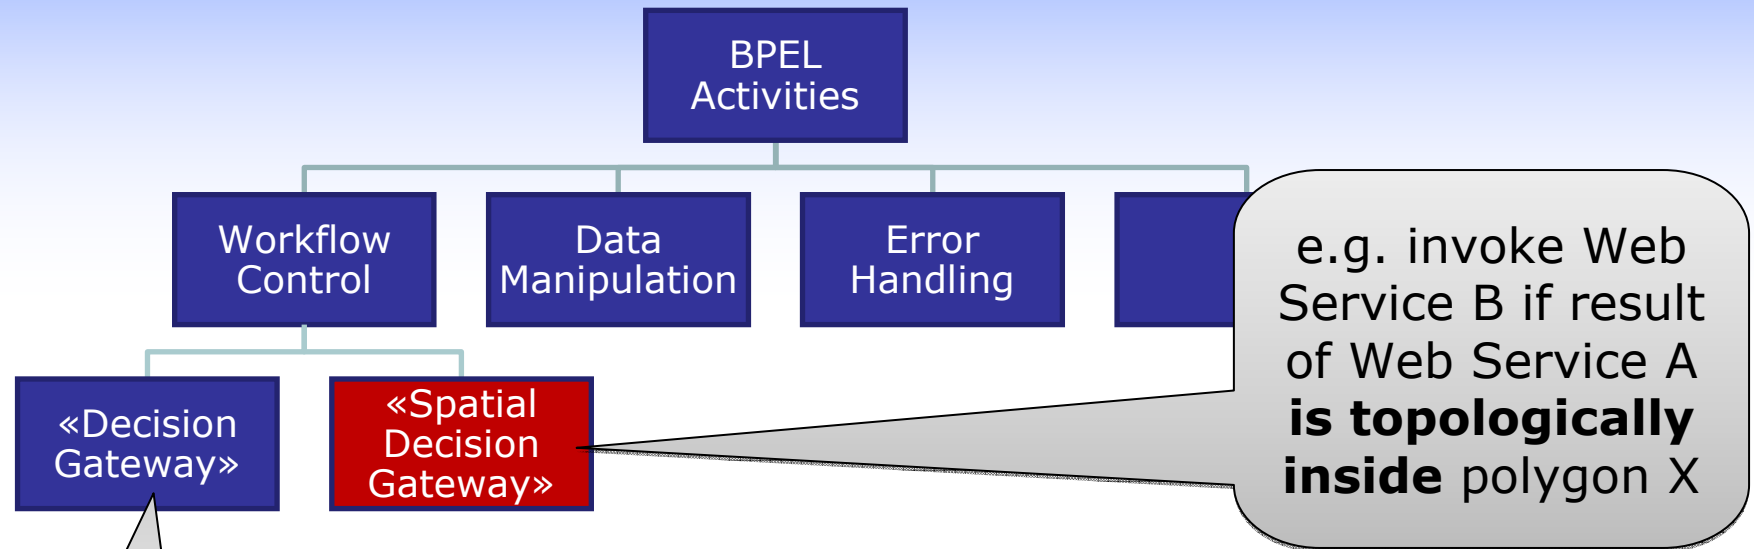 BPEL
Activities
Workflow
Control
Data
Manipulation
Error
Handling
e.g. invoke Web
Service B if result
of Web Service A
is topologically
inside polygon X
«Decision
Gateway»
«Spatial
Decision
Gateway»